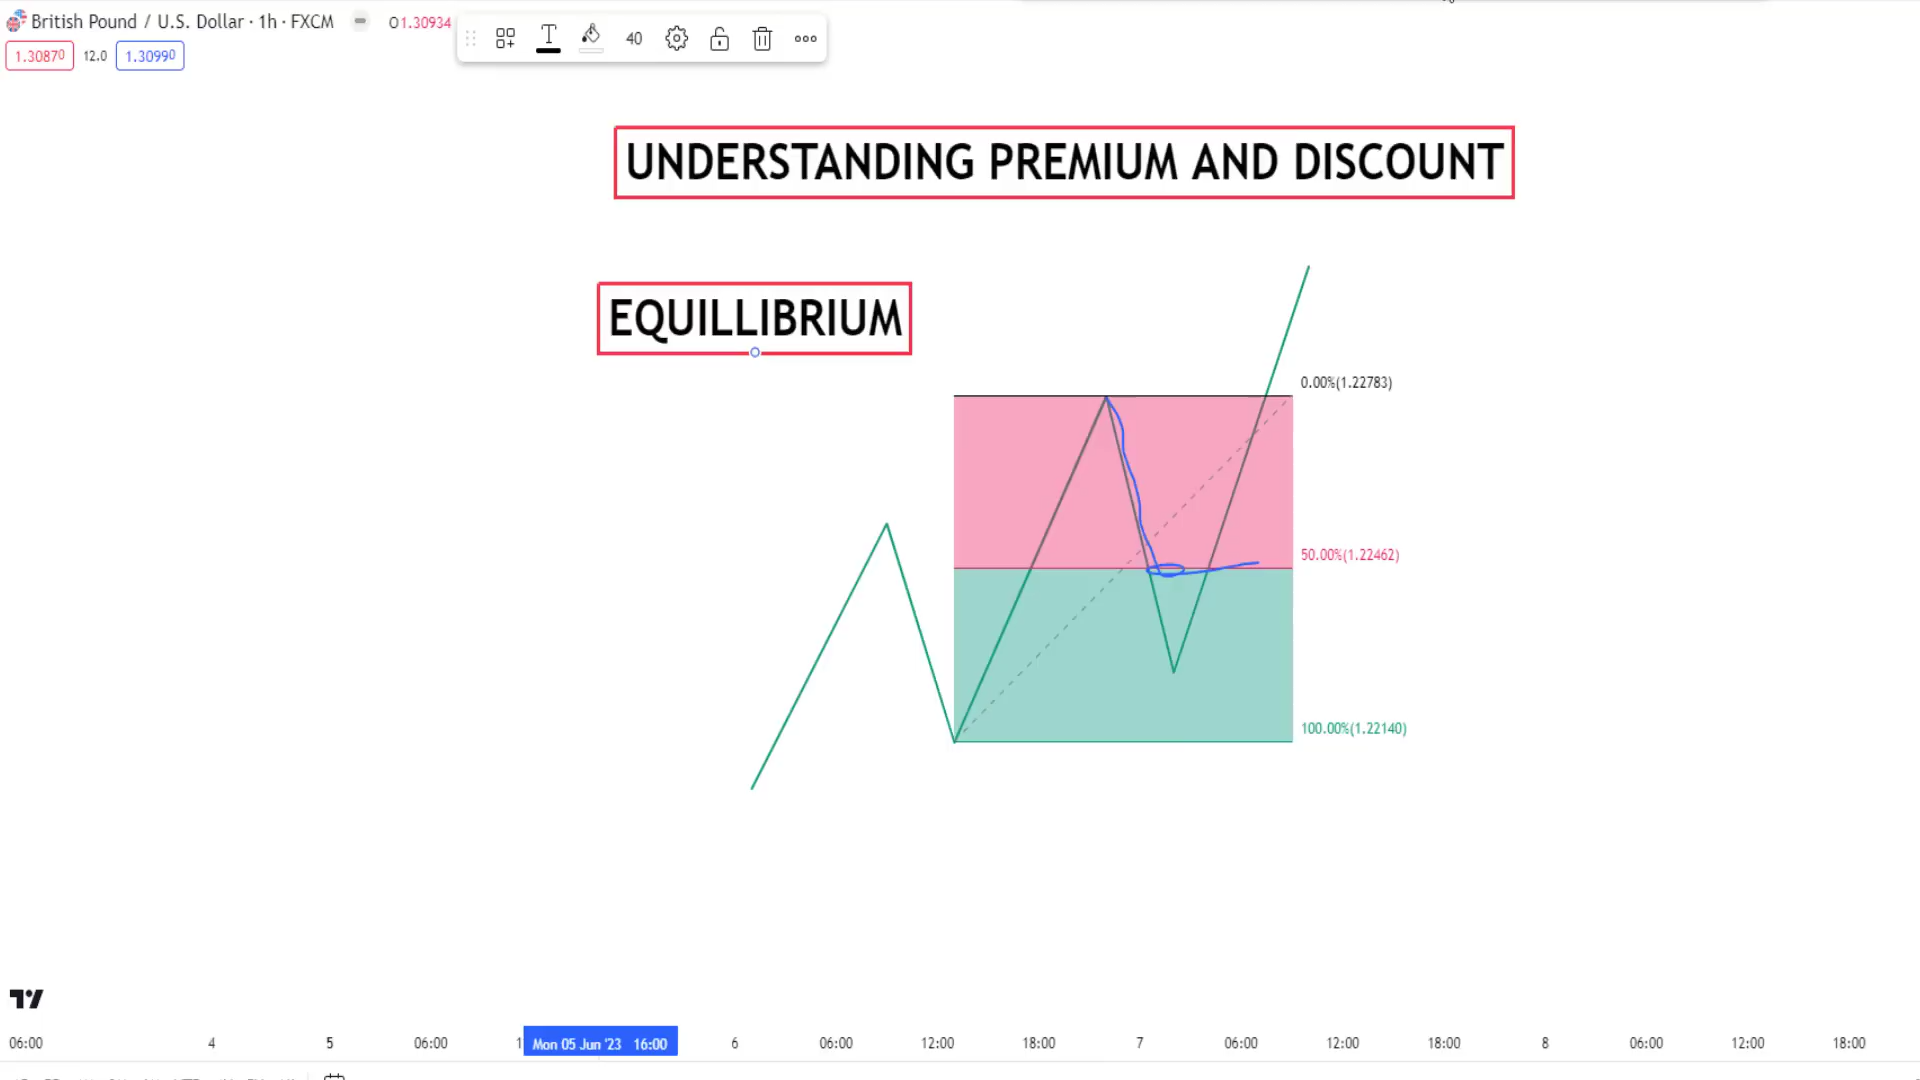 British Pound / U.S. Dollar · 1h · FXCM
O1.30934
40
1.30870
12.0
1.30990
UNDERSTANDING PREMIUM AND DISCOUNT
EQUILLIBRIUM
0.00%(1.22783)
50.00%(1.22462)
100.00%(1.22140)
06:00 4 5 06:00 1 Mon 05 Jun '23 16:00 6 06:00 12:00 18:00 7 06:00 12:00 18:00 8 06:00 12:00 18:00